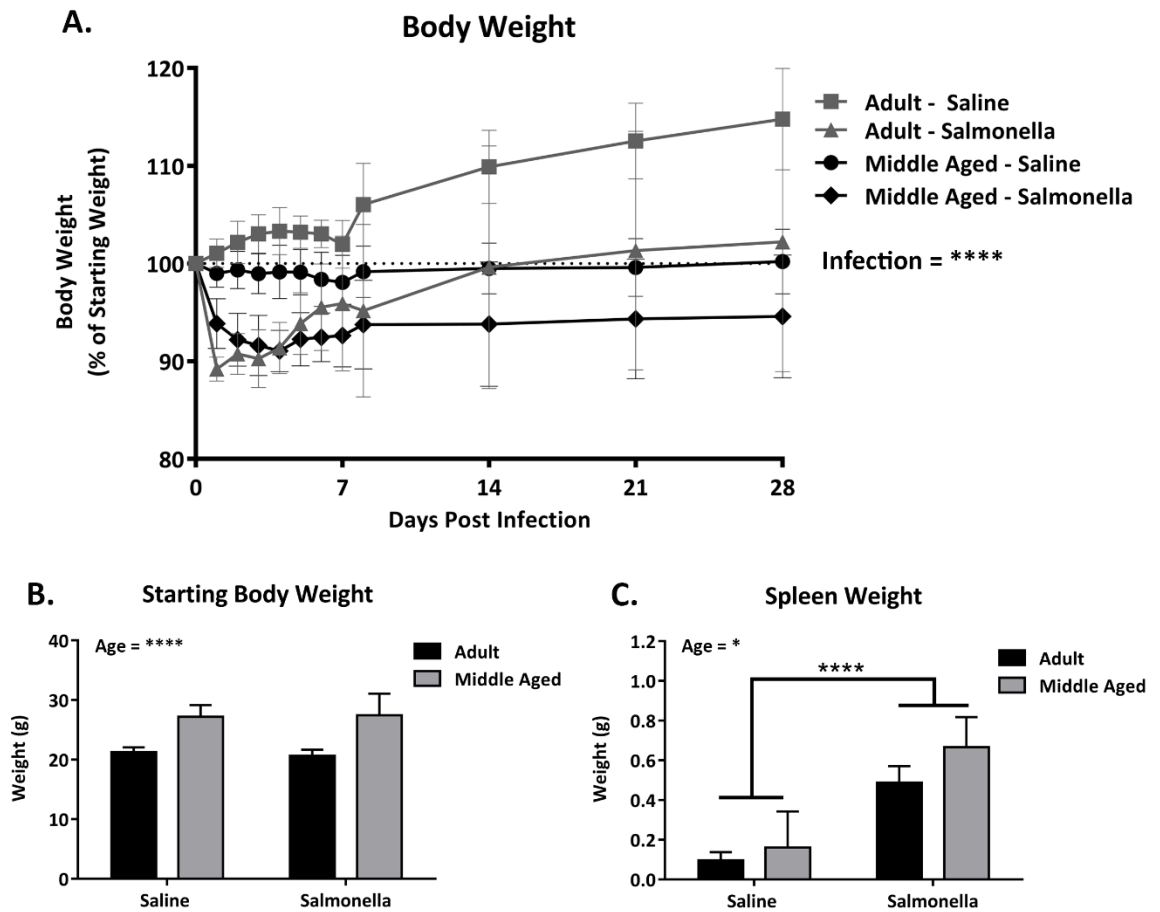 A.
Body Weight
Body Weight
(% of Starting Weight)
120
110
100
90
80
0
7
14
21
28
Days Post Infection
Adult - Saline
Adult - Salmonella
Middle Aged - Saline
Middle Aged - Salmonella
Infection = ****
B.
Starting Body Weight
Age = ****
Weight (g)
40
30
20
10
0
Saline
Salmonella
Adult
Middle Aged
C.
Spleen Weight
Age = *
****
Weight (g)
1.2
1.0
0.8
0.6
0.4
0.2
0.0
Saline
Salmonella
Adult
Middle Aged